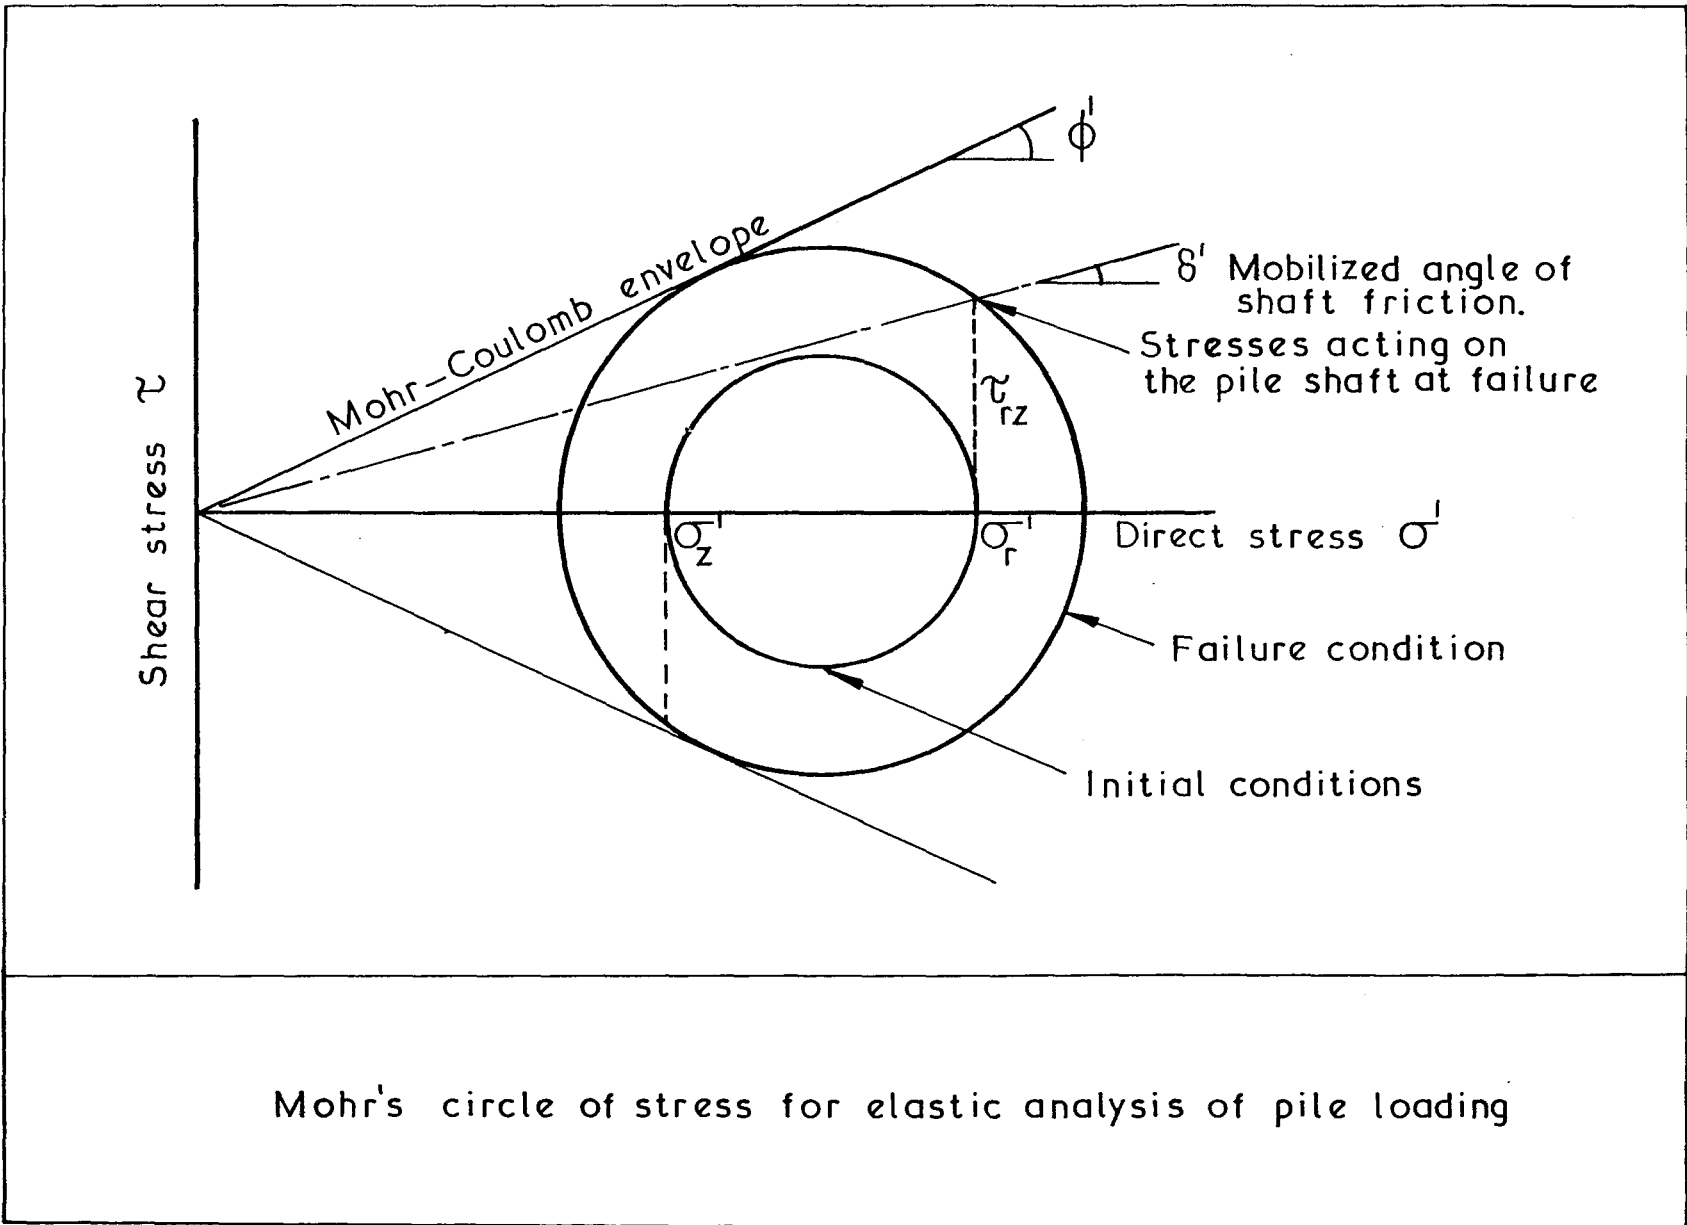 ϕ'
Mohr-Coulomb envelope
δ' Mobilized angle of
shaft friction.
Stresses acting on
the pile shaft at failure
τrz
Shear stress τ
σz'
σr'
Direct stress σ'
Failure condition
Initial conditions
Mohr's circle of stress for elastic analysis of pile loading